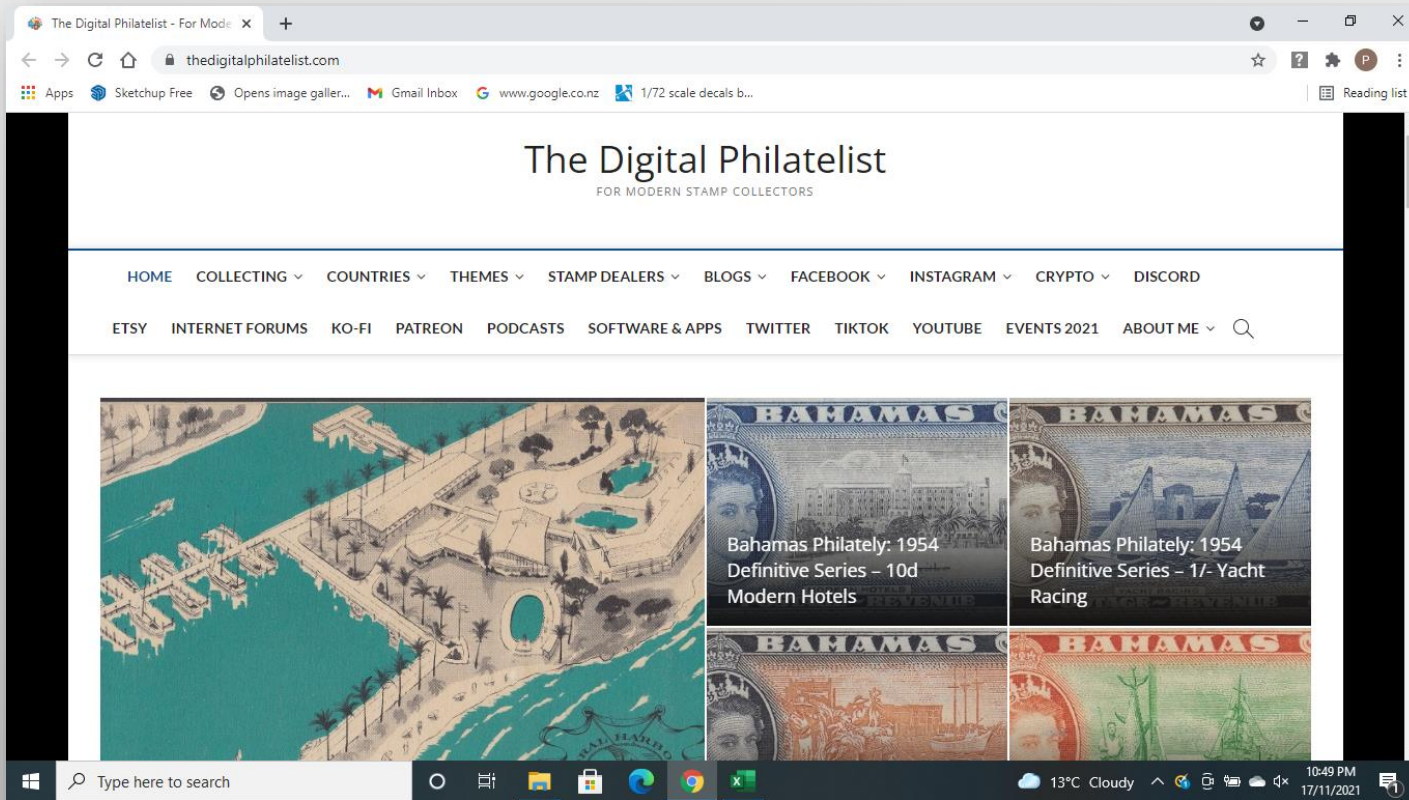 The Digital Philatelist - For Mode
thedigitalphilatelist.com
P
Apps Sketchup Free Opens image galler... Gmail Inbox www.google.co.nz 1/72 scale decals b... Reading list
The Digital Philatelist
FOR MODERN STAMP COLLECTORS
HOME COLLECTING COUNTRIES THEMES STAMP DEALERS BLOGS FACEBOOK INSTAGRAM CRYPTO DISCORD
ETSY INTERNET FORUMS KO-FI PATREON PODCASTS SOFTWARE & APPS TWITTER TIKTOK YOUTUBE EVENTS 2021 ABOUT ME
BAHAMAS BAHAMAS
Bahamas Philately: 1954
Definitive Series – 10d
Modern Hotels
Bahamas Philately: 1954
Definitive Series – 1/- Yacht
Racing
BAHAMAS BAHAMAS
Type here to search
13°C Cloudy
10:49 PM
17/11/2021
1